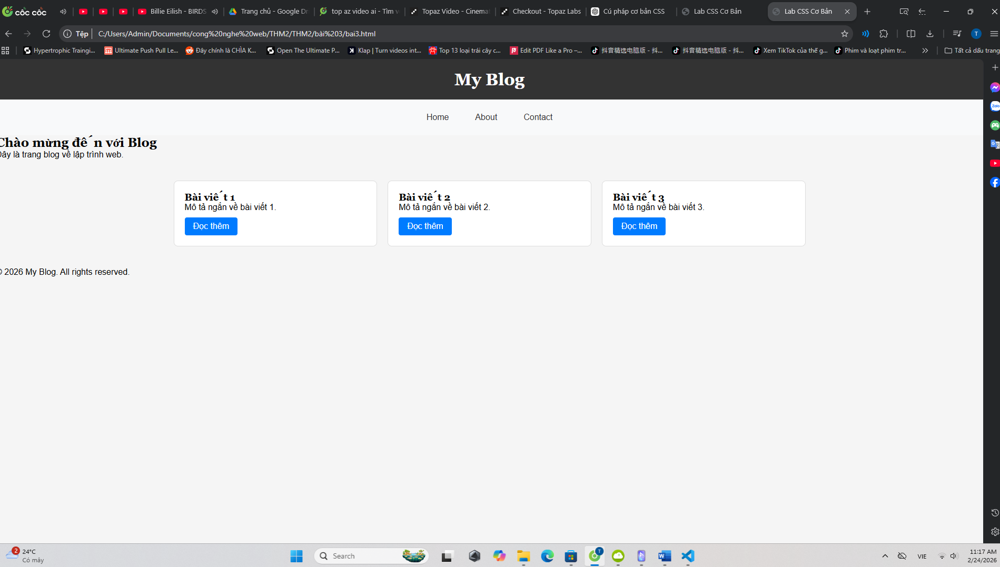 cốc cốc
Billie Eilish - BIRDS
Trang chủ - Google Dr
top az video ai - Tìm v
Topaz Video - Cinemat
Checkout - Topaz Labs
Cú pháp cơ bản CSS
Lab CSS Cơ Bản
Lab CSS Cơ Bản
Tệp
C:/Users/Admin/Documents/cong%20nghe%20web/THM2/THM2/bài%203/bai3.html
T
Hypertrophic Traingi...
Ultimate Push Pull Le...
Đây chính là CHÌA K...
Open The Ultimate P...
Klap | Turn videos int...
Top 13 loại trái cây c...
Edit PDF Like a Pro –...
抖音精选电脑版 - 抖...
抖音精选电脑版 - 抖...
Xem TikTok của thế g...
Phim và loạt phim tr...
Tất cả dấu trang
My Blog
Home
About
Contact
Chào mừng đến với Blog
Đây là trang blog về lập trình web.
Bài viết 1
Mô tả ngắn về bài viết 1.
Đọc thêm
Bài viết 2
Mô tả ngắn về bài viết 2.
Đọc thêm
Bài viết 3
Mô tả ngắn về bài viết 3.
Đọc thêm
© 2026 My Blog. All rights reserved.
Zalo
2
24°C
Có mây
Search
T
VIE
11:17 AM
2/24/2026